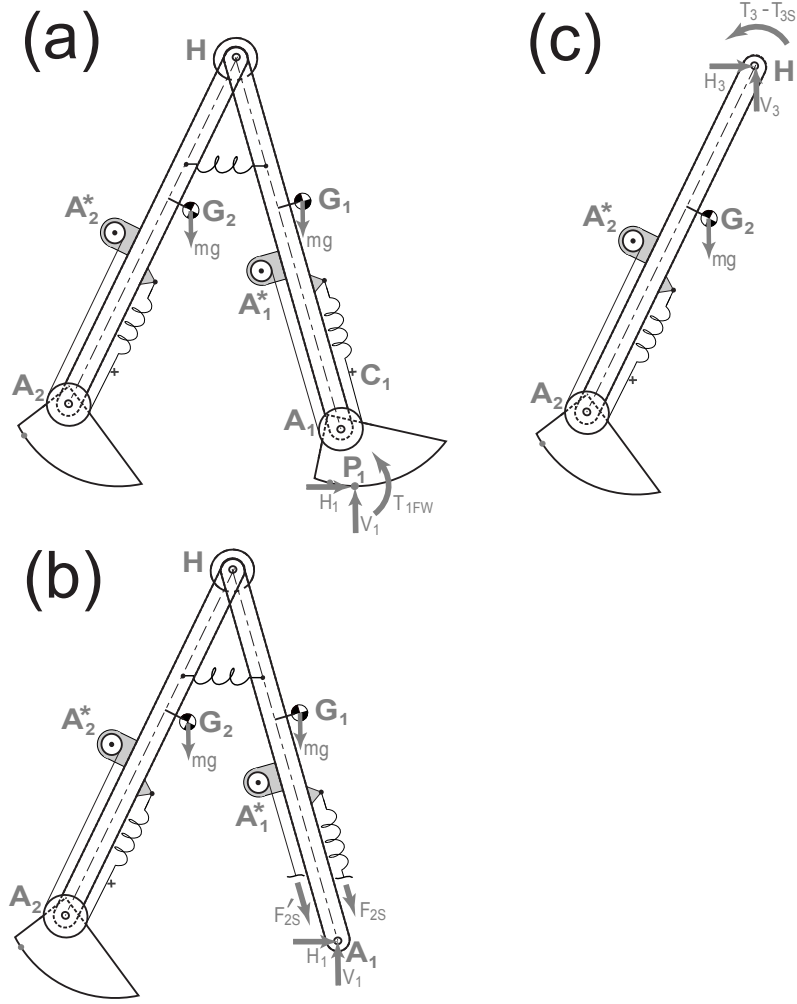 (a)
H
A*2
G2
mg
G1
mg
A*1
A2
C1
A1
P1
H1
V1
T1FW
(c)
T3 - T3S
H
H3
V3
A*2
G2
mg
A2
(b)
H
A*2
G2
mg
G1
mg
A*1
A2
F′2S
F2S
H1
A1
V1